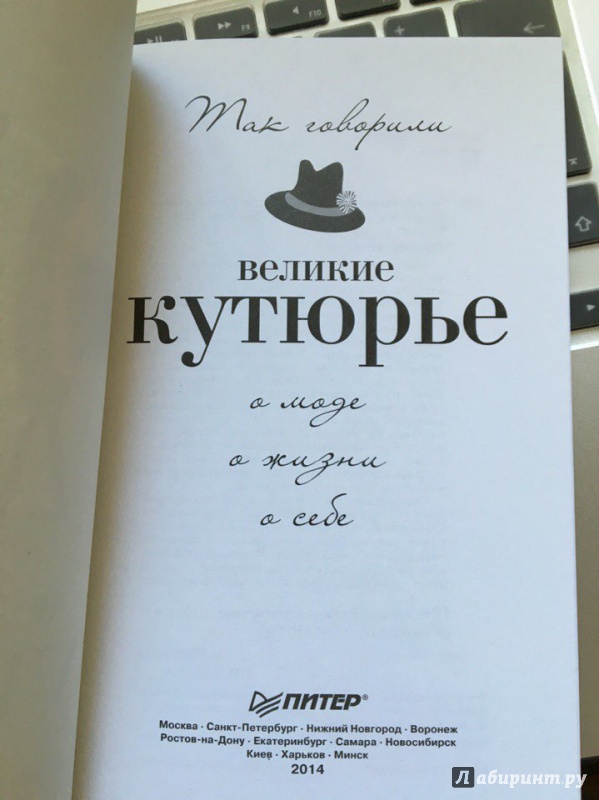 Так говорили
великие
кутюрье
о моде
о жизни
о себе
ПИТЕР®
Москва · Санкт-Петербург · Нижний Новгород · Воронеж
Ростов-на-Дону · Екатеринбург · Самара · Новосибирск
Киев · Харьков · Минск
2014
Лабиринт.ру